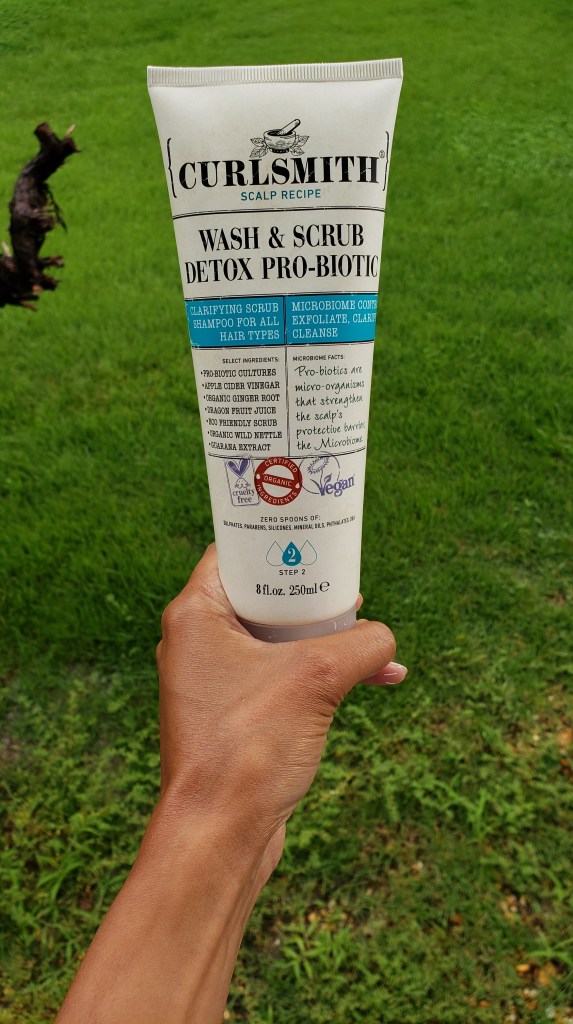 {CURLSMITH}®
SCALP RECIPE
WASH & SCRUB
DETOX PRO-BIOTIC
CLARIFYING SCRUB
SHAMPOO FOR ALL
HAIR TYPES
MICROBIOME
EXFOLIATE,
CLEANSE
SELECT INGREDIENTS:
•PRO-BIOTIC CULTURES
•APPLE CIDER VINEGAR
•ORGANIC GINGER ROOT
•DRAGON FRUIT JUICE
•ECO FRIENDLY SCRUB
•ORGANIC WILD NETTLE
•GUARANA EXTRACT
MICROBIOME FACTS:
Pro-biotics are
micro-organisms
that strengthen
the scalp's
protective barrier,
the Microbiome
cruelty
free
CERTIFIED
ORGANIC
INGREDIENTS
Vegan
ZERO SPOONS OF:
SULPHATES, PARABENS, SILICONES, MINERAL OILS, PHTHALATES,
2
STEP 2
8 fl.oz. 250ml ℮